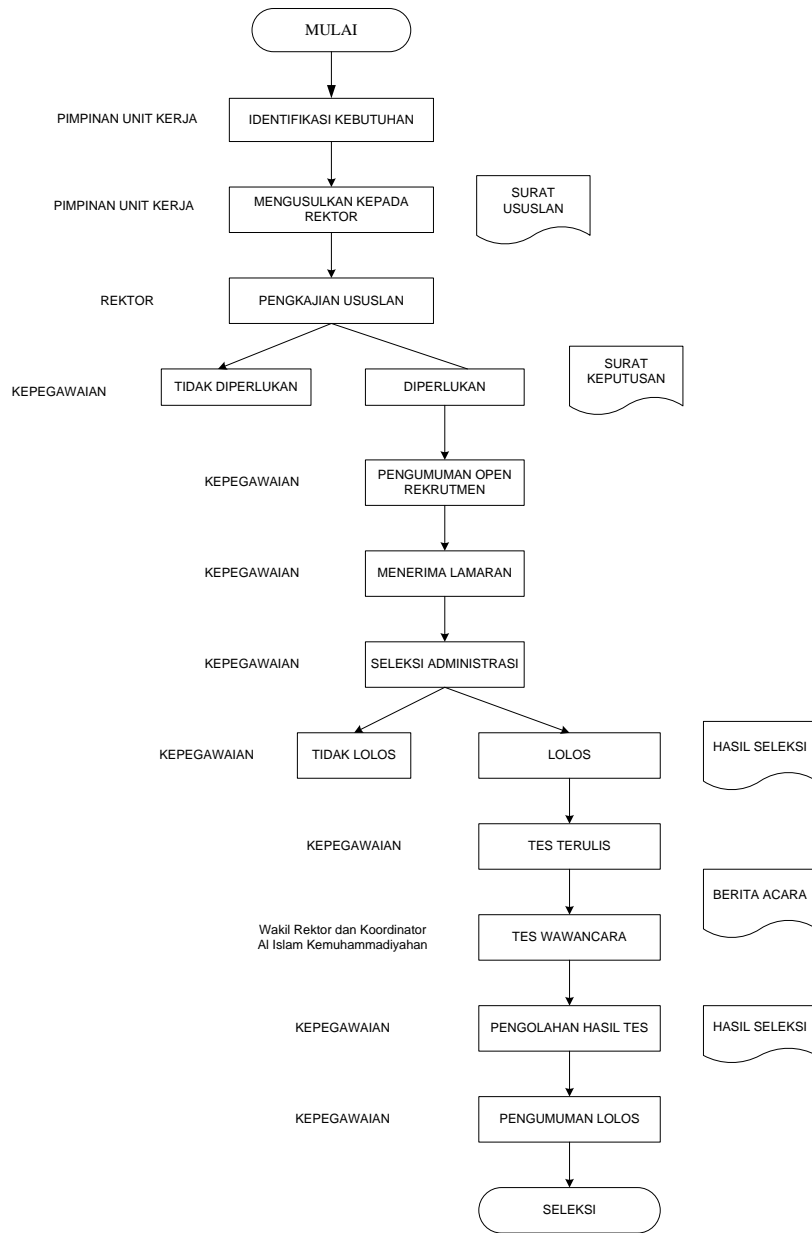 MULAI
PIMPINAN UNIT KERJA
IDENTIFIKASI KEBUTUHAN
PIMPINAN UNIT KERJA
MENGUSULKAN KEPADA
REKTOR
SURAT
USUSLAN
REKTOR
PENGKAJIAN USUSLAN
KEPEGAWAIAN
TIDAK DIPERLUKAN
DIPERLUKAN
SURAT
KEPUTUSAN
KEPEGAWAIAN
PENGUMUMAN OPEN
REKRUTMEN
KEPEGAWAIAN
MENERIMA LAMARAN
KEPEGAWAIAN
SELEKSI ADMINISTRASI
KEPEGAWAIAN
TIDAK LOLOS
LOLOS
HASIL SELEKSI
KEPEGAWAIAN
TES TERULIS
BERITA ACARA
Wakil Rektor dan Koordinator
Al Islam Kemuhammadiyahan
TES WAWANCARA
KEPEGAWAIAN
PENGOLAHAN HASIL TES
HASIL SELEKSI
KEPEGAWAIAN
PENGUMUMAN LOLOS
SELEKSI